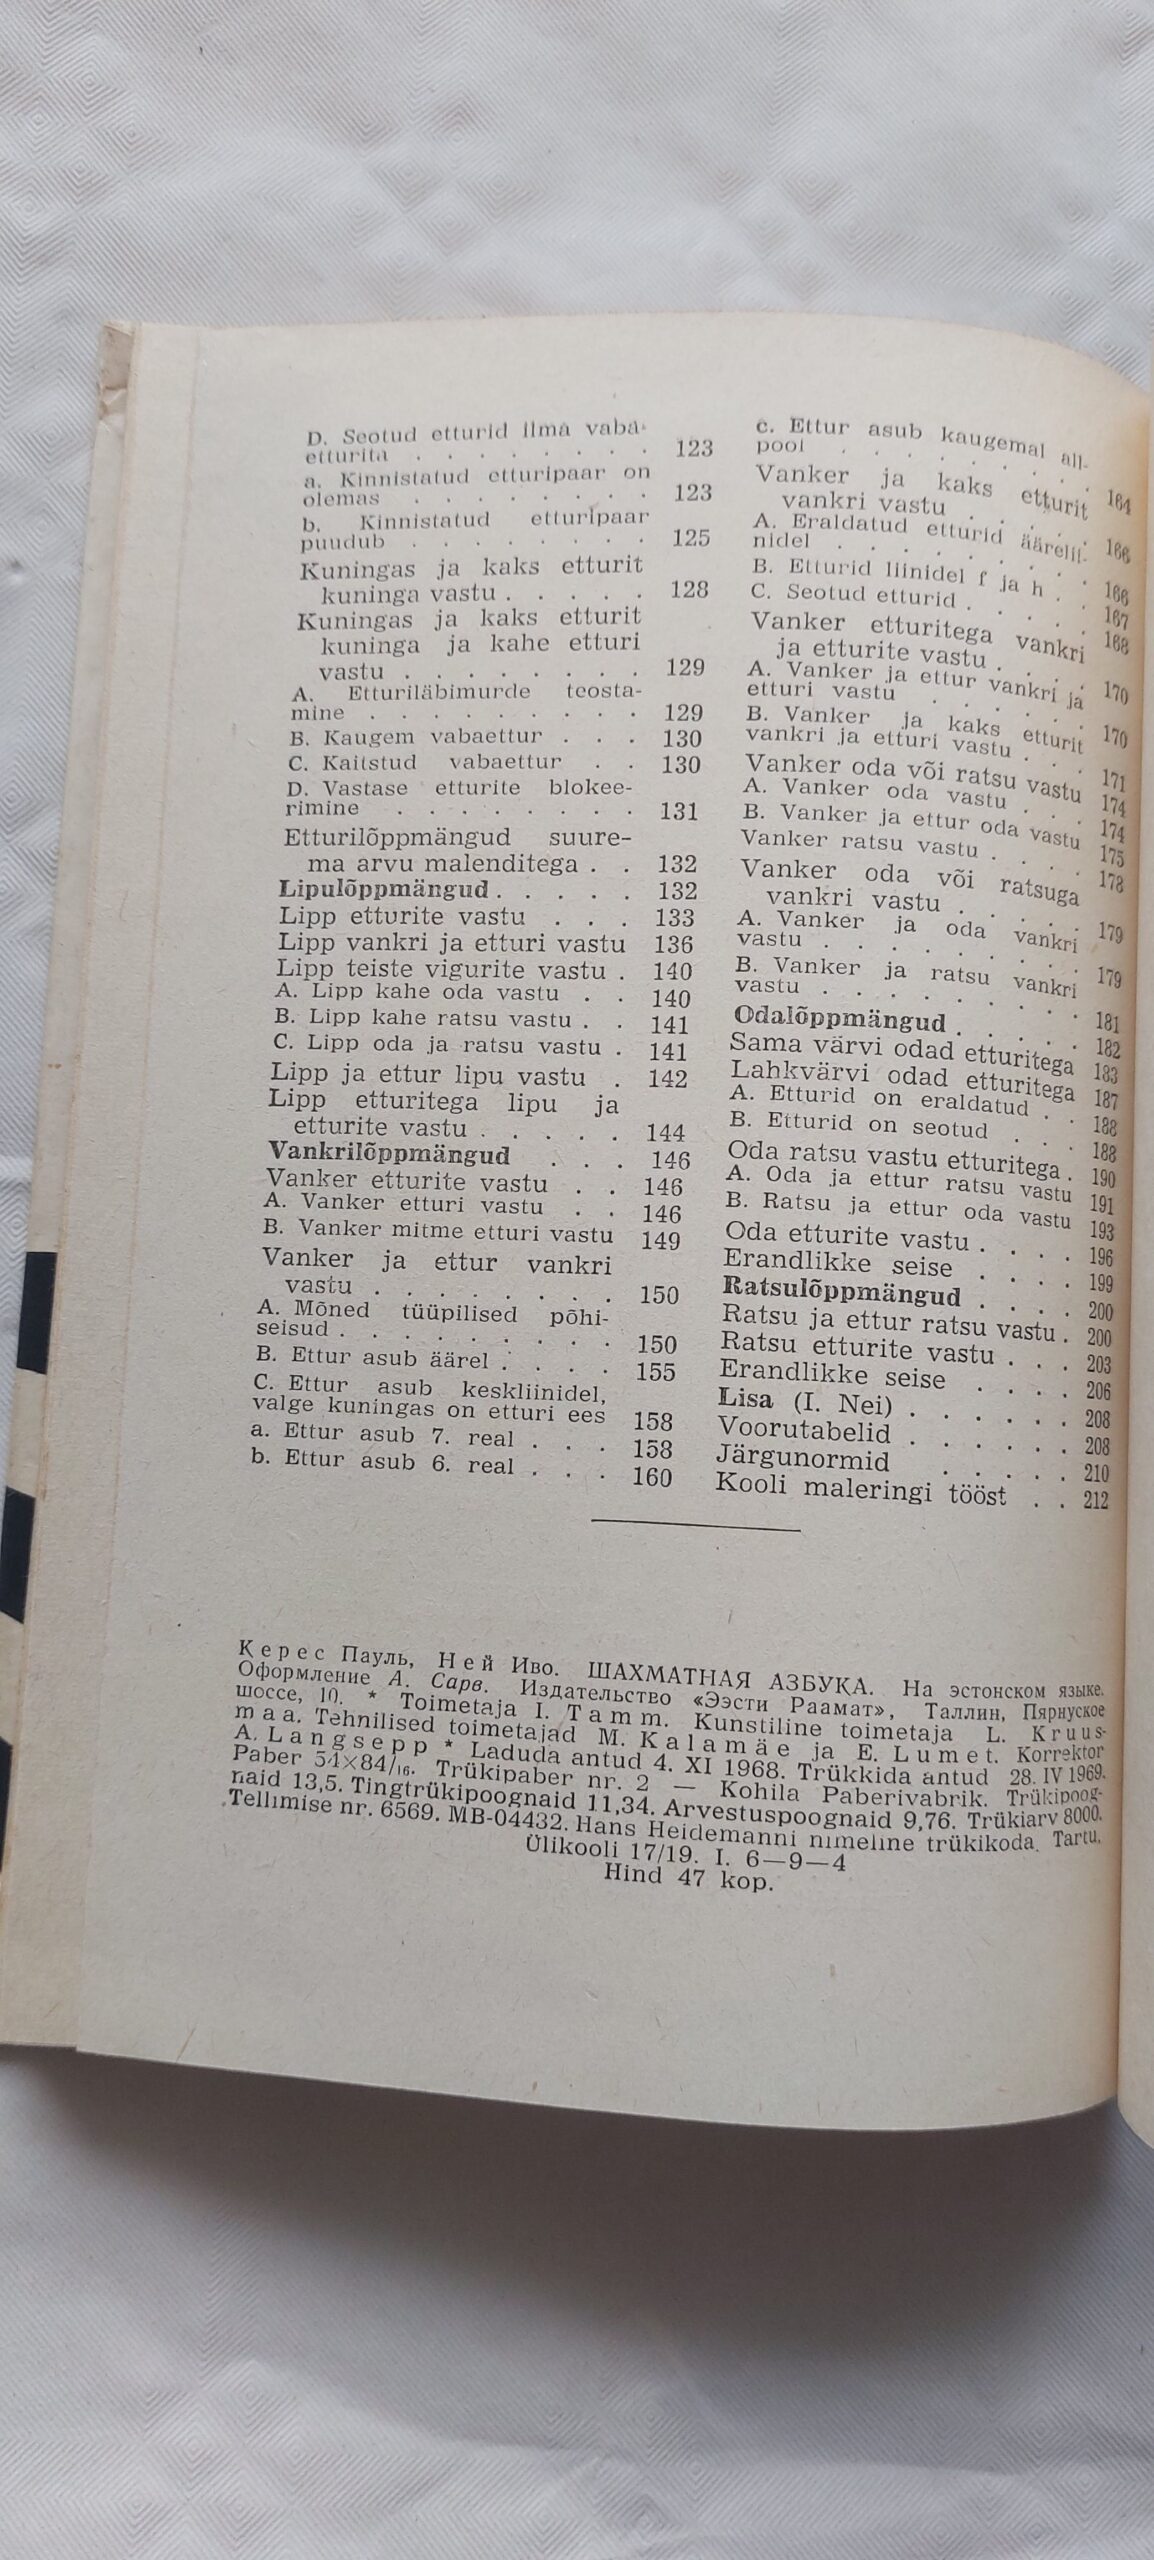 D. Seotud etturid ilma vaba-
etturita . . . . . . . . 123
a. Kinnistatud etturipaar on
olemas . . . . . . . . 123
b. Kinnistatud etturipaar
puudub . . . . . . . . 125
Kuningas ja kaks etturit
kuninga vastu . . . . . 128
Kuningas ja kaks etturit
kuninga ja kahe etturi
vastu . . . . . . . . 129
A. Etturiläbimurde teosta-
mine . . . . . . . . . 129
B. Kaugem vabaettur . . . 130
C. Kaitstud vabaettur . . 130
D. Vastase etturite blokee-
rimine . . . . . . . . 131
Etturilõppmängud suure-
ma arvu malenditega . . 132
Lipulõppmängud . . . . . 132
Lipp etturite vastu . . . 133
Lipp vankri ja etturi vastu 136
Lipp teiste vigurite vastu . 140
A. Lipp kahe oda vastu . . 140
B. Lipp kahe ratsu vastu . . 141
C. Lipp oda ja ratsu vastu . 141
Lipp ja ettur lipu vastu . 142
Lipp etturitega lipu ja
etturite vastu . . . . . 144
Vankrilõppmängud . . . 146
Vanker etturite vastu . . 146
A. Vanker etturi vastu . . 146
B. Vanker mitme etturi vastu 149
Vanker ja ettur vankri
vastu . . . . . . . . 150
A. Mõned tüüpilised põhi-
seisud . . . . . . . . . 150
B. Ettur asub äärel . . . . 155
C. Ettur asub keskliinidel,
valge kuningas on etturi ees 158
a. Ettur asub 7. real . . . 158
b. Ettur asub 6. real . . . 160
c. Ettur asub kaugemal all-
pool . . . . . . . . 164
Vanker ja kaks etturit
vankri vastu . . . . . 166
A. Eraldatud etturid ääreli-
nidel . . . . . . . . 166
B. Etturid liinidel f ja h . . 167
C. Seotud etturid . . . . . 168
Vanker etturitega vankri
ja etturite vastu . . . . 170
A. Vanker ja ettur vankri ja
etturi vastu . . . . . . 170
B. Vanker ja kaks etturit
vankri ja etturi vastu . . . 171
Vanker oda või ratsu vastu 174
A. Vanker oda vastu . . . 174
B. Vanker ja ettur oda vastu 175
Vanker ratsu vastu . . . . 178
Vanker oda või ratsuga
vankri vastu . . . . . 179
A. Vanker ja oda vankri
vastu . . . . . . . . . 179
B. Vanker ja ratsu vankri
vastu . . . . . . . . . 181
Odalõppmängud . . . . . 182
Sama värvi odad etturitega 183
Lahkvärvi odad etturitega 187
A. Etturid on eraldatud . . 188
B. Etturid on seotud . . . 188
Oda ratsu vastu etturitega . 190
A. Oda ja ettur ratsu vastu 191
B. Ratsu ja ettur oda vastu 193
Oda etturite vastu . . . . 196
Erandlikke seise . . . . 199
Ratsulõppmängud . . . . 200
Ratsu ja ettur ratsu vastu . 200
Ratsu etturite vastu . . . 203
Erandlikke seise . . . . 206
Lisa (I. Nei) . . . . . . 208
Voorutabelid . . . . . . 208
Järgunormid . . . . . 210
Kooli maleringi tööst . . 212
Керес Пауль, Ней Иво. ШАХМАТНАЯ АЗБУКА. На эстонском языке.
Оформление А. Сарв. Издательство «Ээсти Раамат», Таллин, Пярнуское
шоссе, 10. * Toimetaja I. Tamm. Kunstiline toimetaja L. Kruus-
maa. Tehnilised toimetajad M. Kalamäe ja E. Lumet. Korrektor
A. Langsepp * Laduda antud 4. XI 1968. Trükkida antud 28. IV 1969.
Paber 54×84/16. Trükipaber nr. 2 — Kohila Paberivabrik. Trükipoog-
naid 13,5. Tingtrükipoognaid 11,34. Arvestuspoognaid 9,76. Trükiarv 8000.
Tellimise nr. 6569. MB-04432. Hans Heidemanni nimeline trükikoda. Tartu,
Ülikooli 17/19. I. 6—9—4
Hind 47 kop.